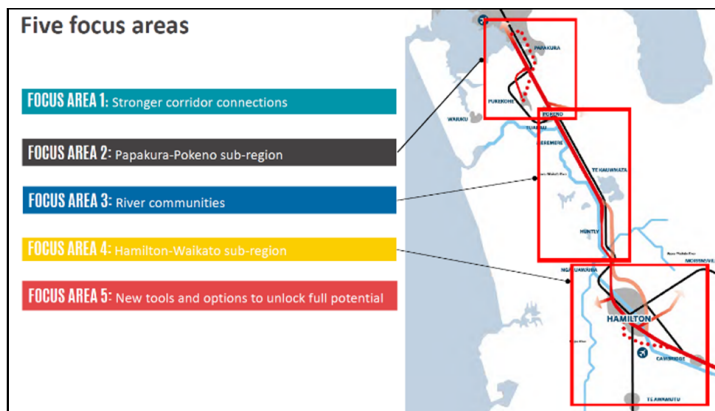 Five focus areas
FOCUS AREA 1: Stronger corridor connections
FOCUS AREA 2: Papakura-Pokeno sub-region
FOCUS AREA 3: River communities
FOCUS AREA 4: Hamilton-Waikato sub-region
FOCUS AREA 5: New tools and options to unlock full potential
PAPAKURA
PUKEKOHE
WAIUKU
POKENO
TUAKAU
MEREMERE
TE KAUWHATA
HUNTLY
NGARUAWAHIA
HAMILTON
CAMBRIDGE
TE AWAMUTU